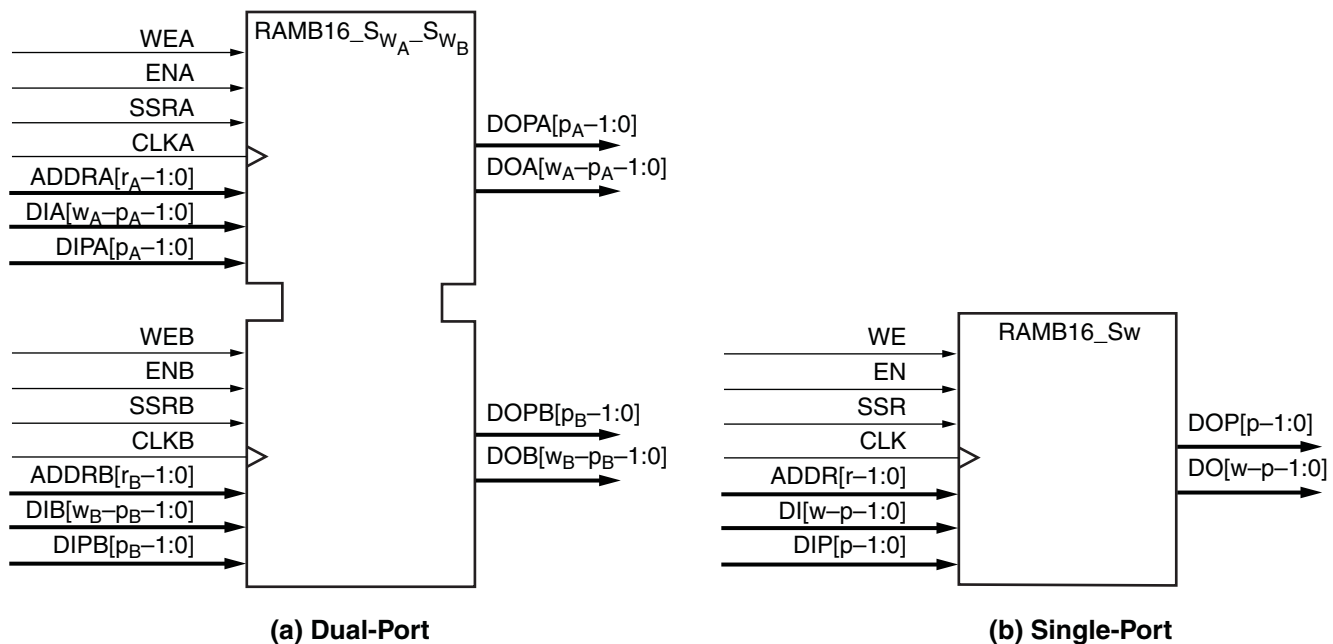 RAMB16_SWA_SWB
WEA
ENA
SSRA
CLKA
ADDRA[rA–1:0]
DIA[wA–pA–1:0]
DIPA[pA–1:0]
DOPA[pA–1:0]
DOA[wA–pA–1:0]
WEB
ENB
SSRB
CLKB
ADDRB[rB–1:0]
DIB[wB–pB–1:0]
DIPB[pB–1:0]
DOPB[pB–1:0]
DOB[wB–pB–1:0]
(a) Dual-Port
RAMB16_Sw
WE
EN
SSR
CLK
ADDR[r–1:0]
DI[w–p–1:0]
DIP[p–1:0]
DOP[p–1:0]
DO[w–p–1:0]
(b) Single-Port